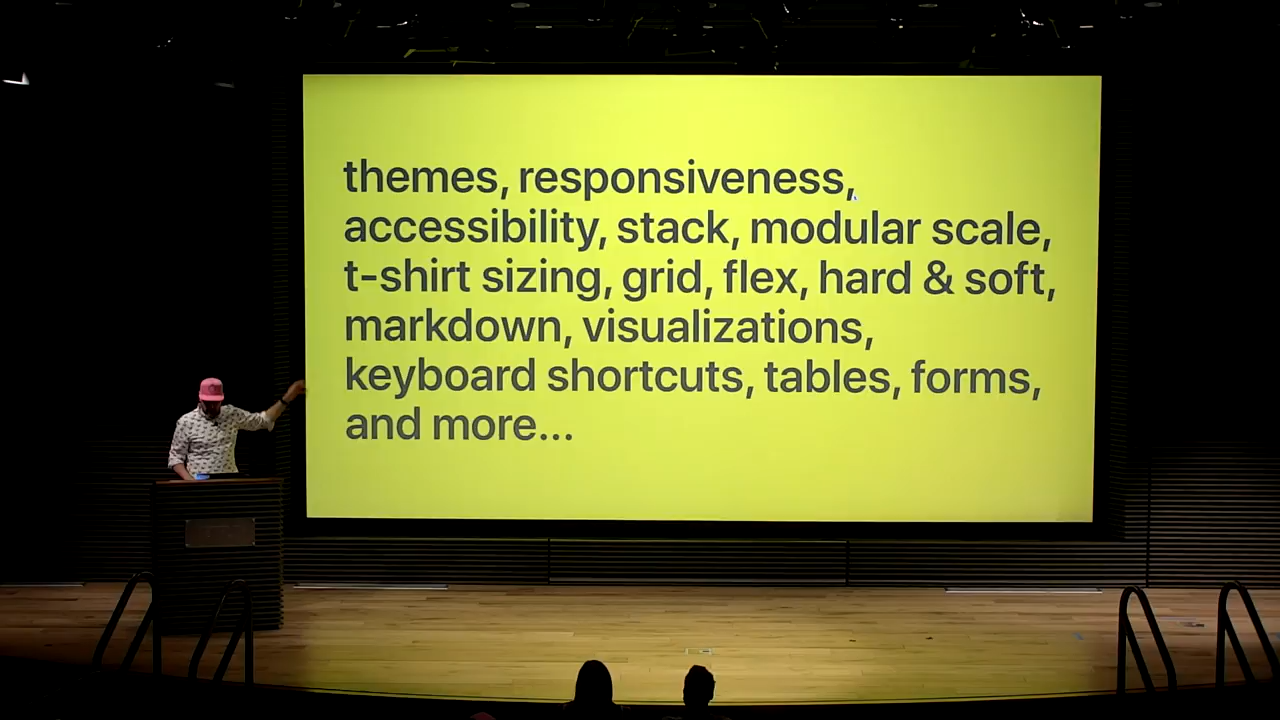 themes, responsiveness,
accessibility, stack, modular scale,
t-shirt sizing, grid, flex, hard & soft,
markdown, visualizations,
keyboard shortcuts, tables, forms,
and more...